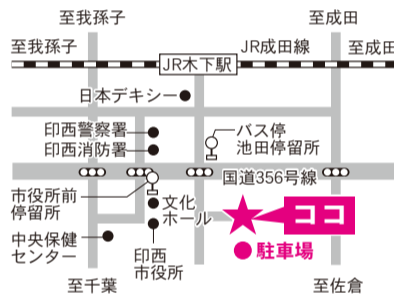 至我孫子
至成田
至我孫子
JR成田線
至成田
JR木下駅
日本デキシー
印西警察署
印西消防署
バス停
池田停留所
国道356号線
市役所前
停留所
文化
ホール
ココ
中央保健
センター
印西
市役所
駐車場
至千葉
至佐倉